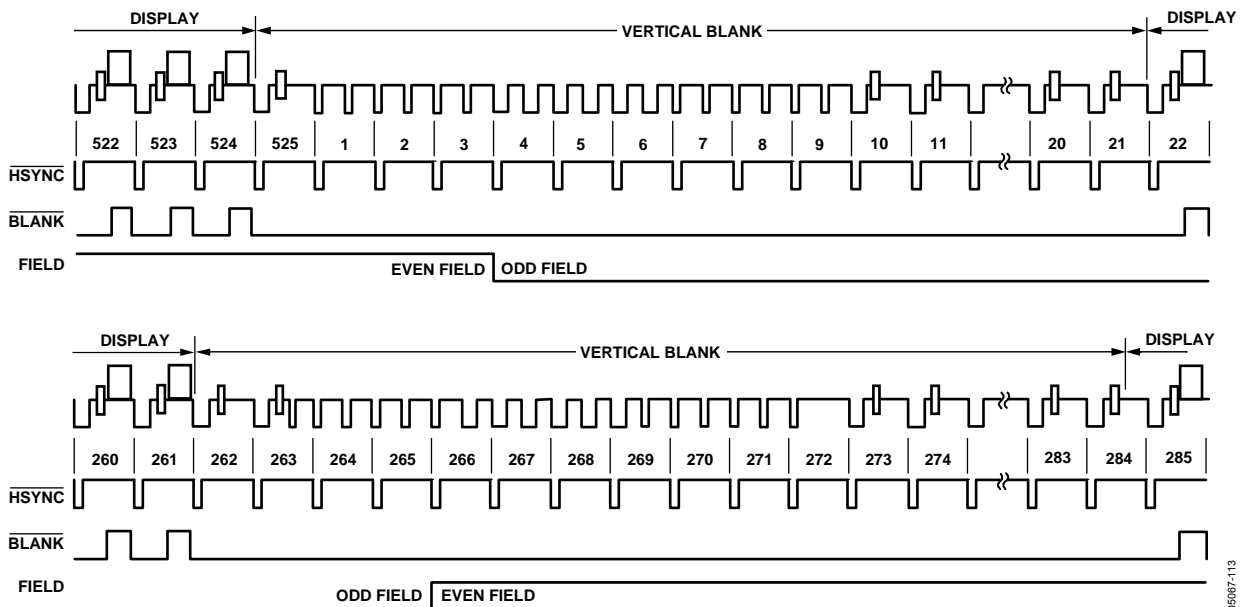 DISPLAY VERTICAL BLANK DISPLAY
522 523 524 525 1 2 3 4 5 6 7 8 9 10 11 20 21 22
HSYNC
BLANK
FIELD EVEN FIELD ODD FIELD
DISPLAY VERTICAL BLANK DISPLAY
260 261 262 263 264 265 266 267 268 269 270 271 272 273 274 283 284 285
HSYNC
BLANK
FIELD ODD FIELD EVEN FIELD
05067-113